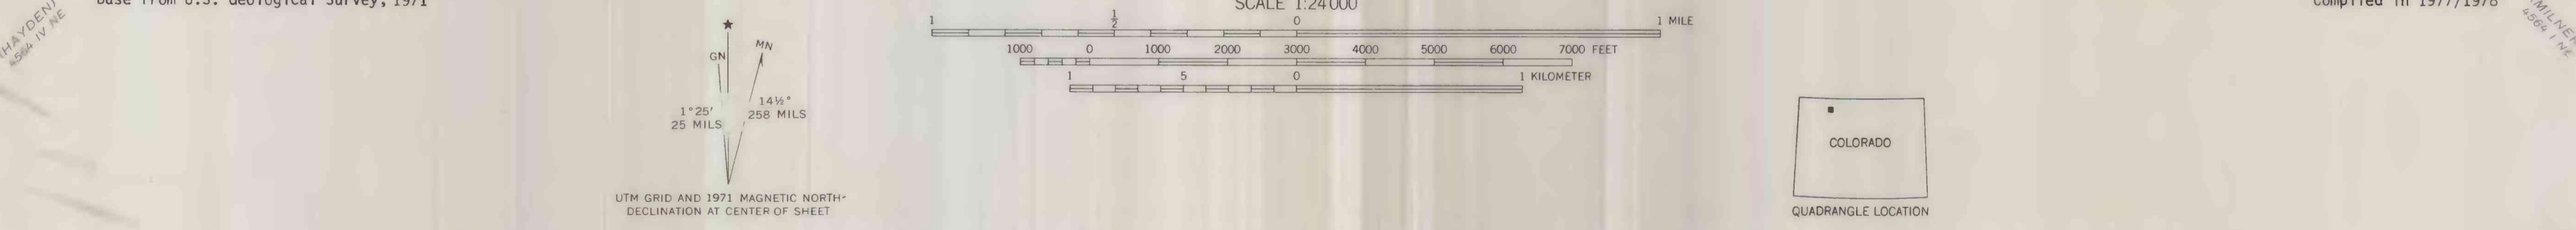 (HAYDEN)
4564 IV NE
Base from U.S. Geological Survey, 1971
SCALE 1:24 000
Compiled in 1977/1978
(MILNER)
4564 I NE
1 ½ 0 1 MILE
1000 0 1000 2000 3000 4000 5000 6000 7000 FEET
1 5 0 1 KILOMETER
GN
MN
1°25′
25 MILS
14½°
258 MILS
UTM GRID AND 1971 MAGNETIC NORTH-
DECLINATION AT CENTER OF SHEET
COLORADO
QUADRANGLE LOCATION